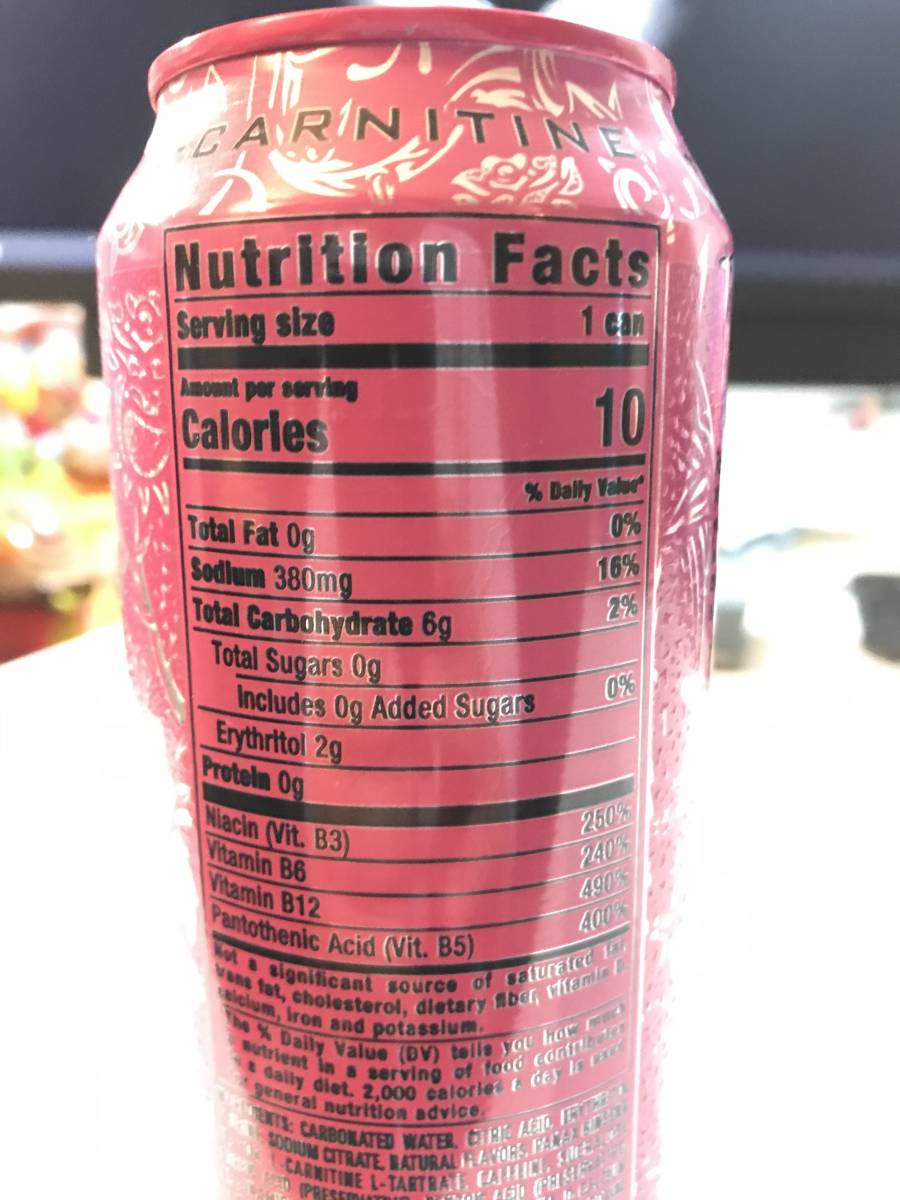 CARNITINE
Nutrition Facts
Serving size 1 can
Amount per serving
Calories 10
% Daily Value*
Total Fat 0g 0%
Sodium 380mg 16%
Total Carbohydrate 6g 2%
Total Sugars 0g
Includes 0g Added Sugars 0%
Erythritol 2g
Protein 0g
Niacin (Vit. B3) 250%
Vitamin B6 240%
Vitamin B12 490%
Pantothenic Acid (Vit. B5) 400%
Not a significant source of saturated fat,
trans fat, cholesterol, dietary fiber, vitamin D,
calcium, iron and potassium.
The % Daily Value (DV) tells you how much
nutrient in a serving of food contributes
a daily diet. 2,000 calories a day is used
general nutrition advice.
CARBONATED WATER, CITRIC ACID,
SODIUM CITRATE, NATURAL FLAVORS, PANAX
L-CARNITINE L-TARTRATE, CAFFEINE,